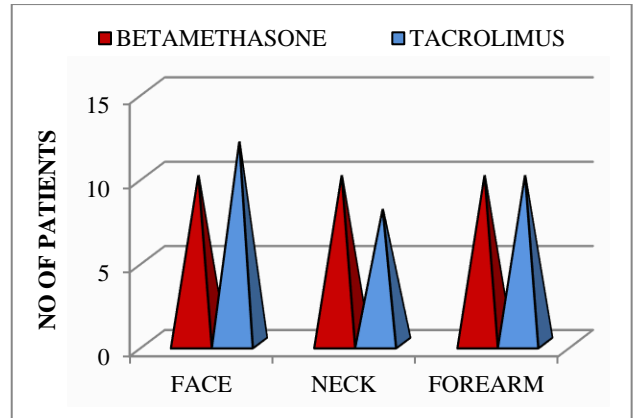 BETAMETHASONE TACROLIMUS
15
10
5
0
NO OF PATIENTS
FACE NECK FOREARM